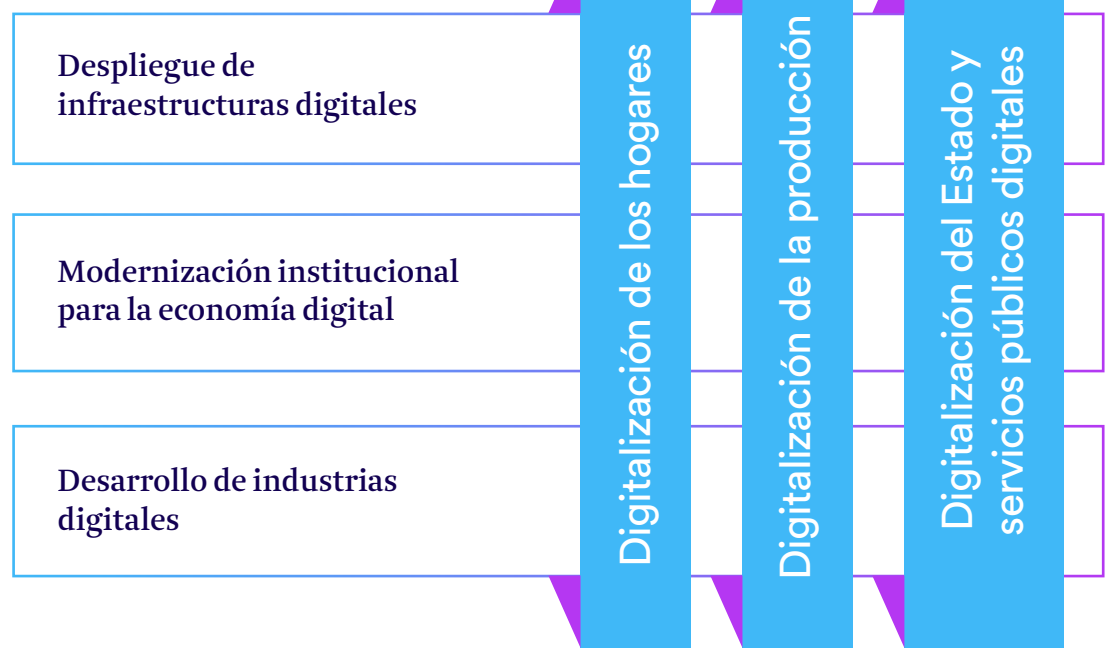 Despliegue de
infraestructuras digitales
Modernización institucional
para la economía digital
Desarrollo de industrias
digitales
Digitalización de los hogares
Digitalización de la producción
Digitalización del Estado y
servicios públicos digitales